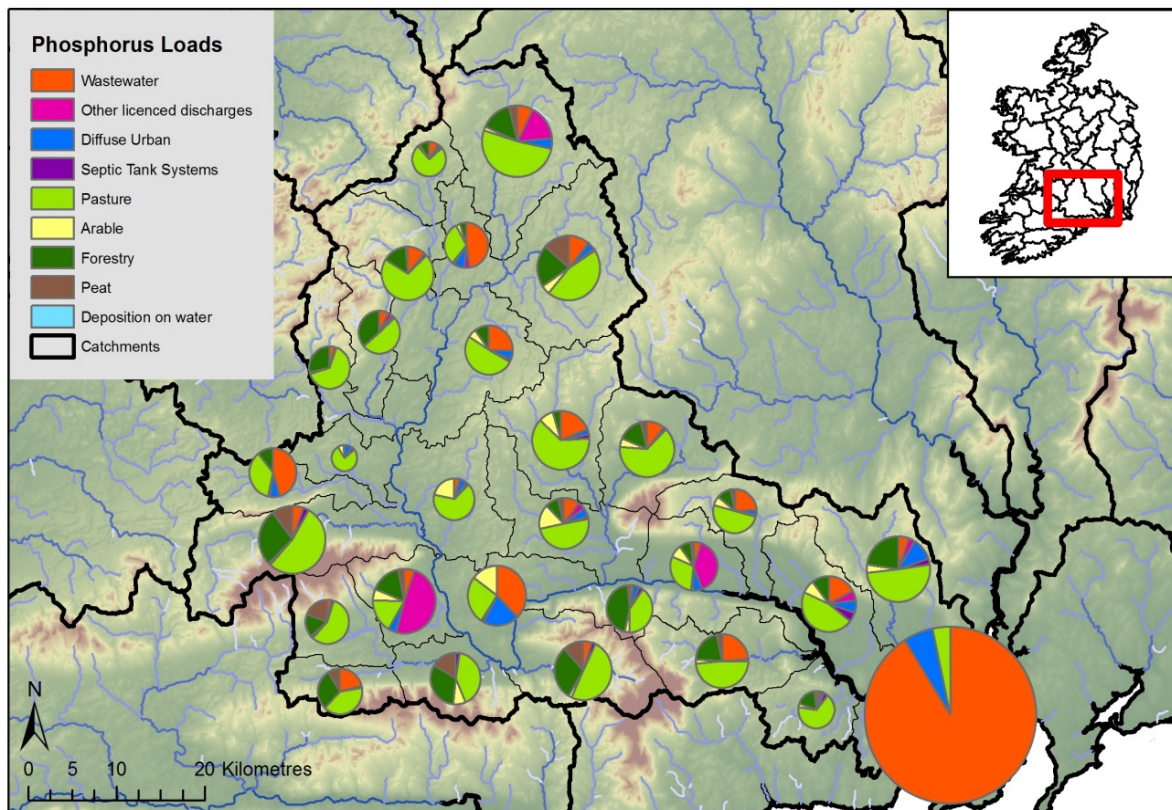 Phosphorus Loads
Wastewater
Other licenced discharges
Diffuse Urban
Septic Tank Systems
Pasture
Arable
Forestry
Peat
Deposition on water
Catchments
N
0 5 10 20 Kilometres